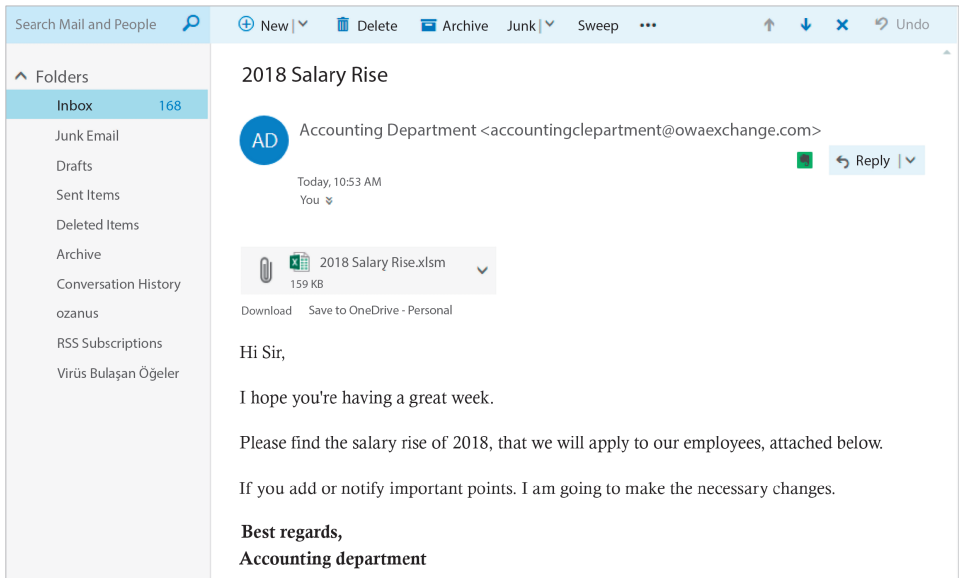 Search Mail and People
New
Delete
Archive
Junk
Sweep
Undo
Folders
Inbox 168
Junk Email
Drafts
Sent Items
Deleted Items
Archive
Conversation History
ozanus
RSS Subscriptions
Virüs Bulaşan Öğeler
2018 Salary Rise
AD
Accounting Department <accountingclepartment@owaexchange.com>
Reply
Today, 10:53 AM
You
2018 Salary Rise.xlsm
159 KB
Download Save to OneDrive - Personal
Hi Sir,
I hope you're having a great week.
Please find the salary rise of 2018, that we will apply to our employees, attached below.
If you add or notify important points. I am going to make the necessary changes.
Best regards,
Accounting department